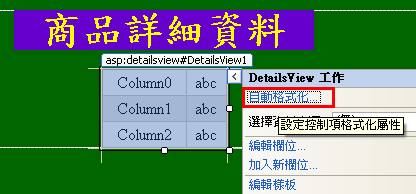 商品詳細資料
asp:detailsview#DetailsView1
Column0 abc
Column1 abc
Column2 abc
DetailsView 工作
自動格式化...
選擇資
設定控制項格式化屬性
編輯欄位...
加入新欄位...
編輯樣板